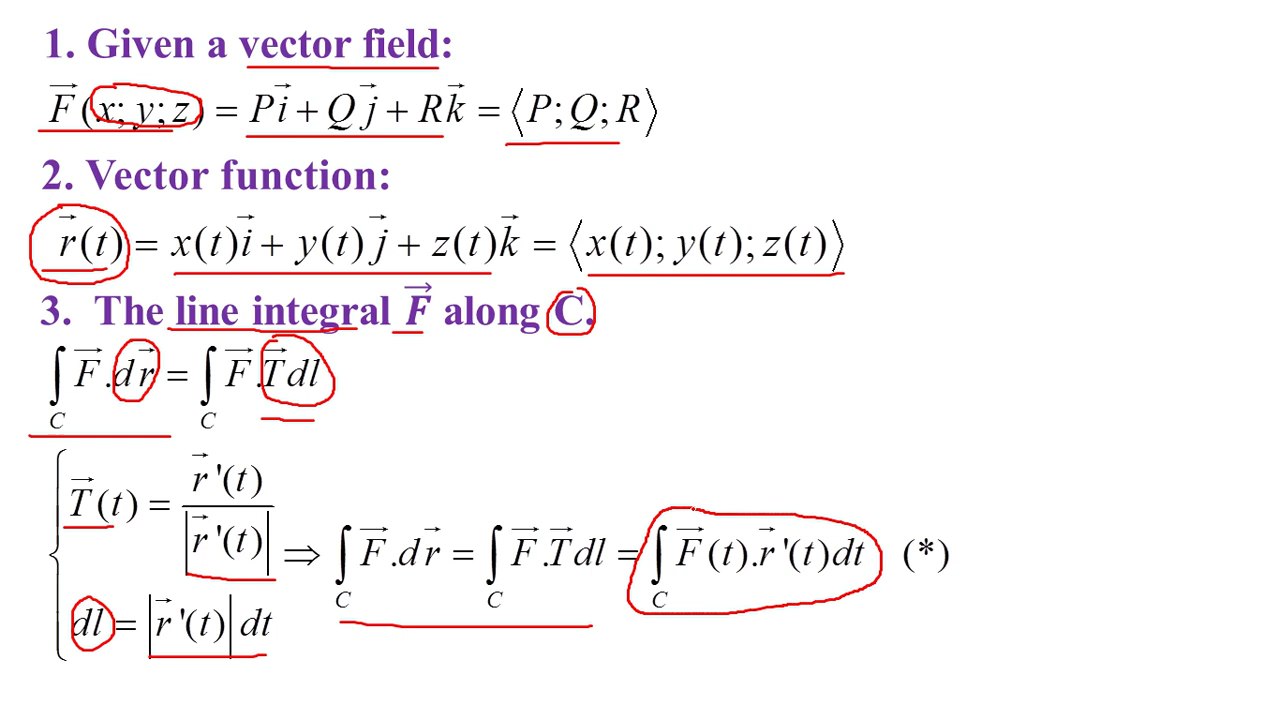 1. Given a vector field:
F⃗(x; y; z) = Pi⃗ + Qj⃗ + Rk⃗ = ⟨P; Q; R⟩
2. Vector function:
r⃗(t) = x(t)i⃗ + y(t)j⃗ + z(t)k⃗ = ⟨x(t); y(t); z(t)⟩
3. The line integral F⃗ along C.
∫_C F⃗.dr⃗ = ∫_C F⃗.T⃗dl
{ T⃗(t) = r⃗'(t) / |r⃗'(t)|
dl = |r⃗'(t)| dt
⇒ ∫_C F⃗.dr⃗ = ∫_C F⃗.T⃗dl = ∫_C F⃗(t).r⃗'(t)dt (*)